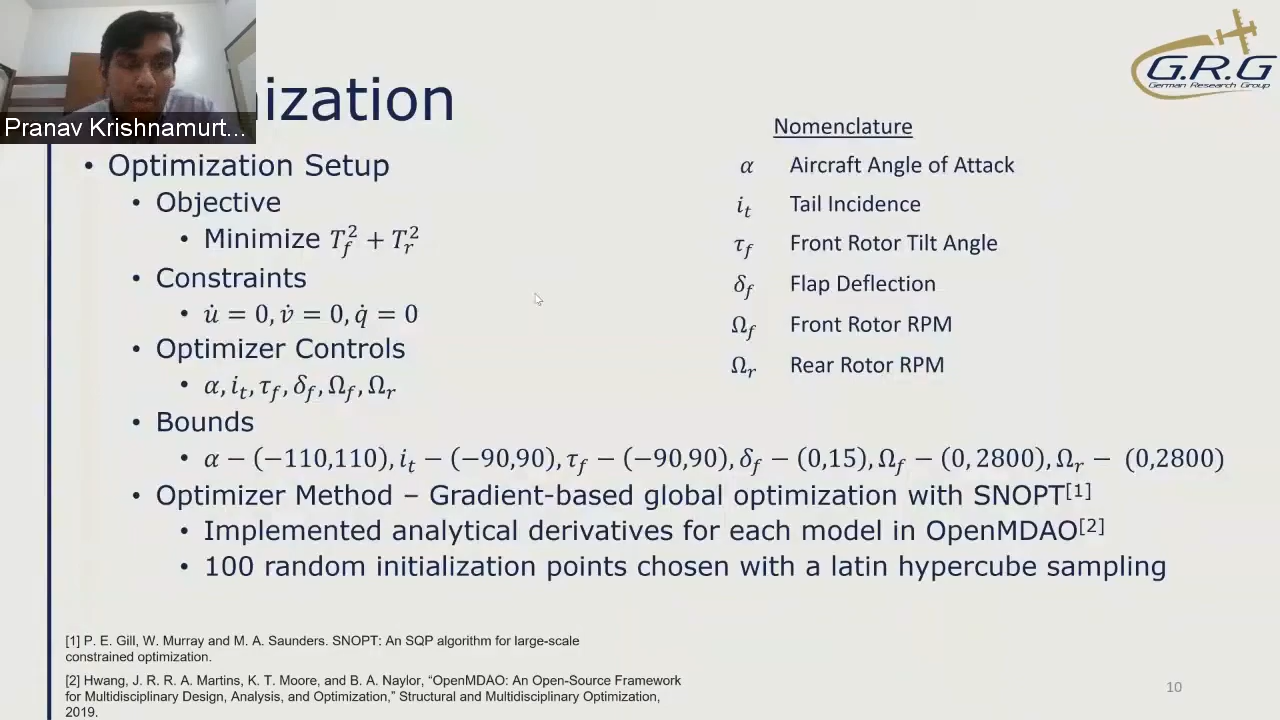 Pranav Krishnamurt...
ization
G.R.G
German Research Group
Nomenclature
α Aircraft Angle of Attack
i_t Tail Incidence
τ_f Front Rotor Tilt Angle
δ_f Flap Deflection
Ω_f Front Rotor RPM
Ω_r Rear Rotor RPM
• Optimization Setup
• Objective
• Minimize T_f^2 + T_r^2
• Constraints
• u̇ = 0, v̇ = 0, q̇ = 0
• Optimizer Controls
• α, i_t, τ_f, δ_f, Ω_f, Ω_r
• Bounds
• α − (−110,110), i_t − (−90,90), τ_f − (−90,90), δ_f − (0,15), Ω_f − (0, 2800), Ω_r − (0,2800)
• Optimizer Method – Gradient-based global optimization with SNOPT[1]
• Implemented analytical derivatives for each model in OpenMDAO[2]
• 100 random initialization points chosen with a latin hypercube sampling
[1] P. E. Gill, W. Murray and M. A. Saunders. SNOPT: An SQP algorithm for large-scale
constrained optimization.
[2] Hwang, J. R. R. A. Martins, K. T. Moore, and B. A. Naylor, “OpenMDAO: An Open-Source Framework
for Multidisciplinary Design, Analysis, and Optimization,” Structural and Multidisciplinary Optimization,
2019.
10